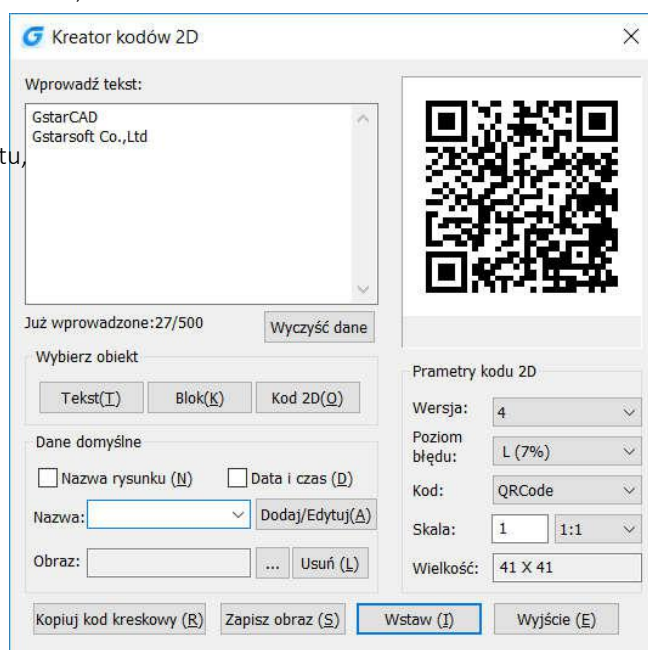 Kreator kodów 2D
Wprowadź tekst:
GstarCAD
Gstarsoft Co.,Ltd
tu,
Już wprowadzone:27/500
Wyczyść dane
Wybierz obiekt
Tekst(T)
Blok(K)
Kod 2D(O)
Dane domyślne
Nazwa rysunku (N)
Data i czas (D)
Nazwa:
Dodaj/Edytuj(A)
Obraz:
...
Usuń (L)
Prametry kodu 2D
Wersja:
4
Poziom
błędu:
L (7%)
Kod:
QRCode
Skala:
1
1:1
Wielkość:
41 X 41
Kopiuj kod kreskowy (R)
Zapisz obraz (S)
Wstaw (I)
Wyjście (E)